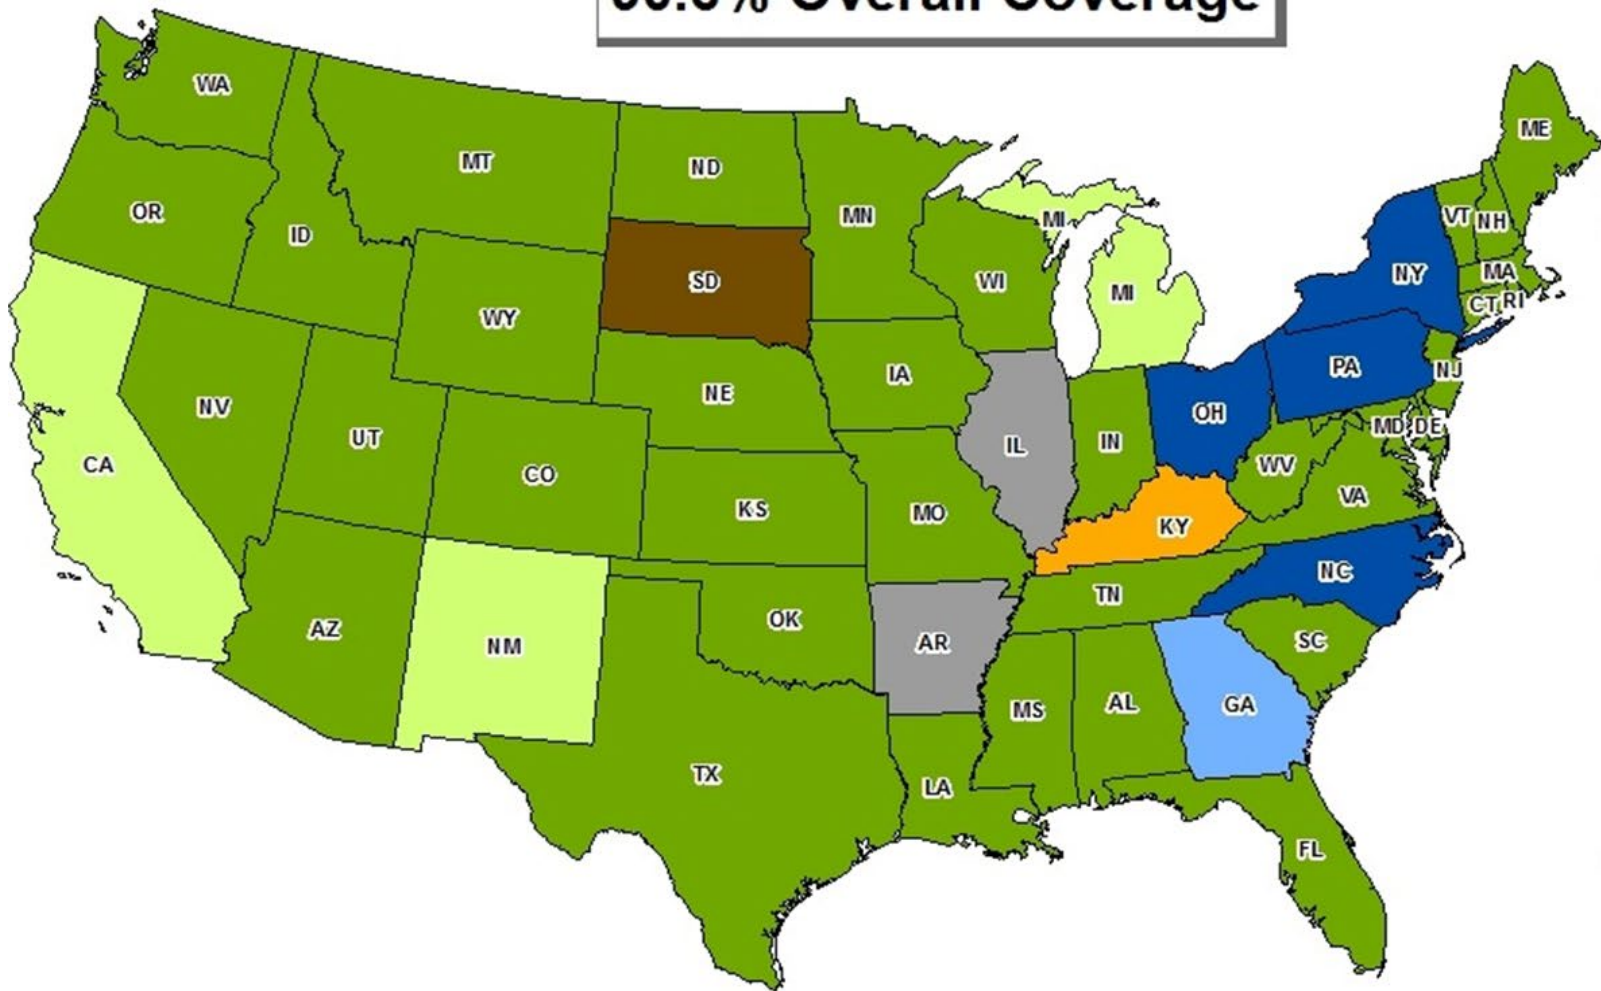 Overall Coverage
WA
MT
ND
MN
ME
OR
ID
SD
WI
MI
MI
NY
VT
NH
MA
CT
RI
WY
NE
IA
PA
NJ
NV
UT
CO
IL
IN
OH
MD
DE
CA
KS
MO
WV
VA
KY
NC
AZ
NM
OK
AR
TN
SC
MS
AL
GA
TX
LA
FL